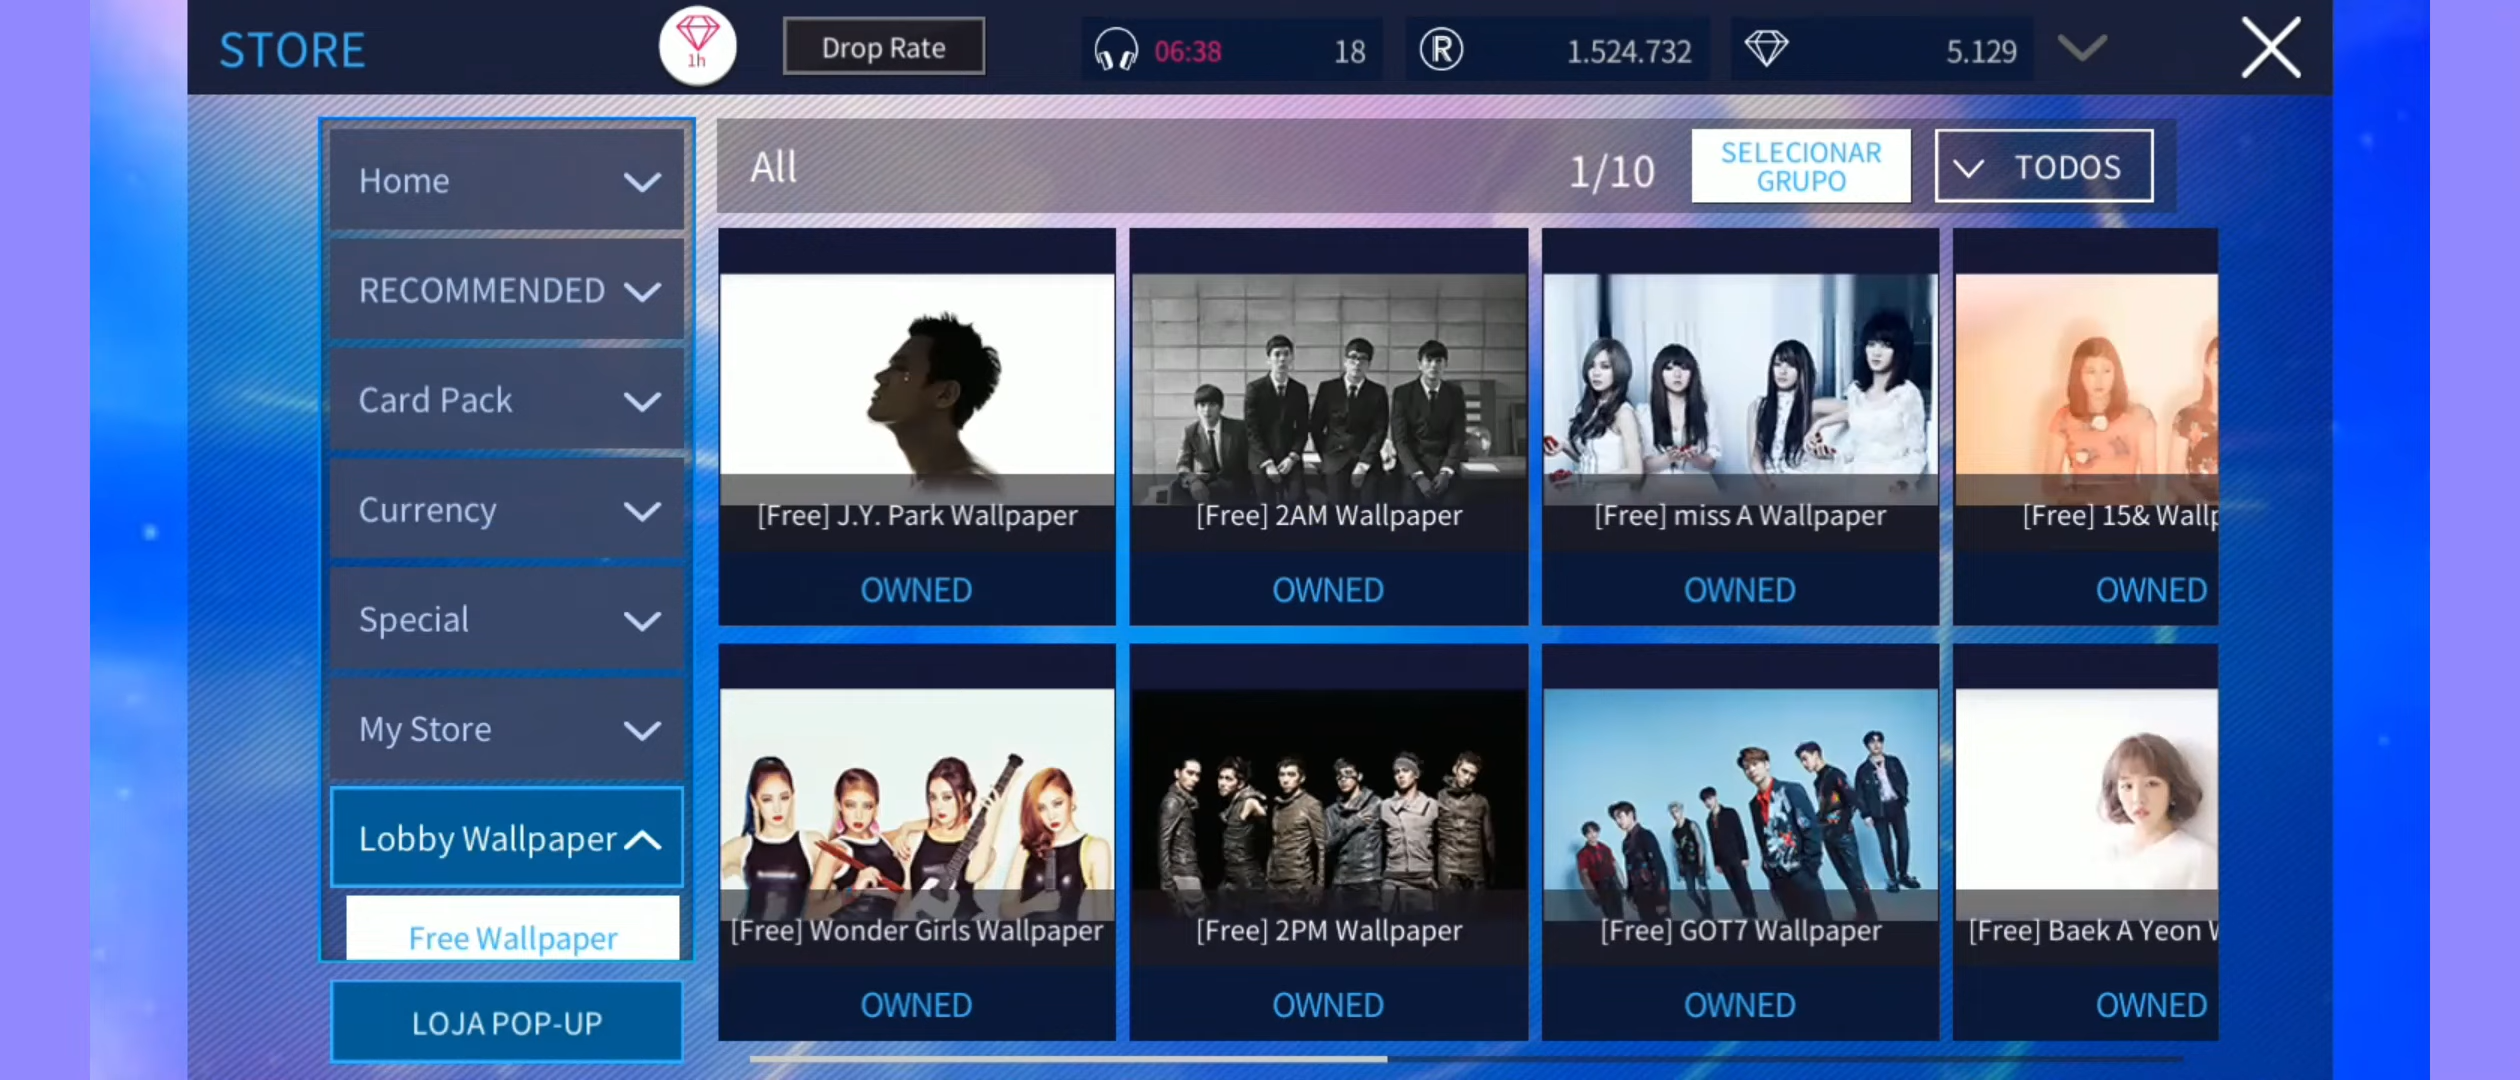 STORE
1h
Drop Rate
06:38
18
R
1.524.732
5.129
Home
RECOMMENDED
Card Pack
Currency
Special
My Store
Lobby Wallpaper
Free Wallpaper
LOJA POP-UP
All
1/10
SELECIONAR
GRUPO
TODOS
[Free] J.Y. Park Wallpaper
OWNED
[Free] 2AM Wallpaper
OWNED
[Free] miss A Wallpaper
OWNED
[Free] 15& Wallp
OWNED
[Free] Wonder Girls Wallpaper
OWNED
[Free] 2PM Wallpaper
OWNED
[Free] GOT7 Wallpaper
OWNED
[Free] Baek A Yeon W
OWNED